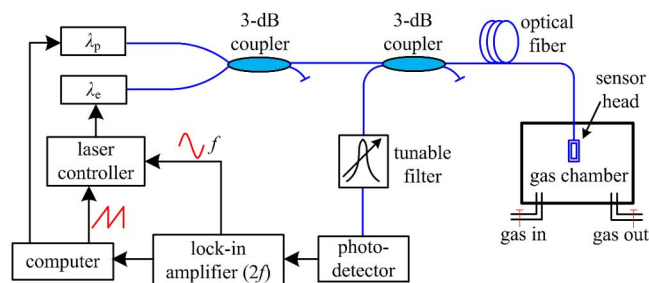 3-dB
coupler
3-dB
coupler
optical
fiber
λp
λe
sensor
head
laser
controller
f
tunable
filter
gas chamber
gas in
gas out
computer
lock-in
amplifier (2f)
photo-
detector